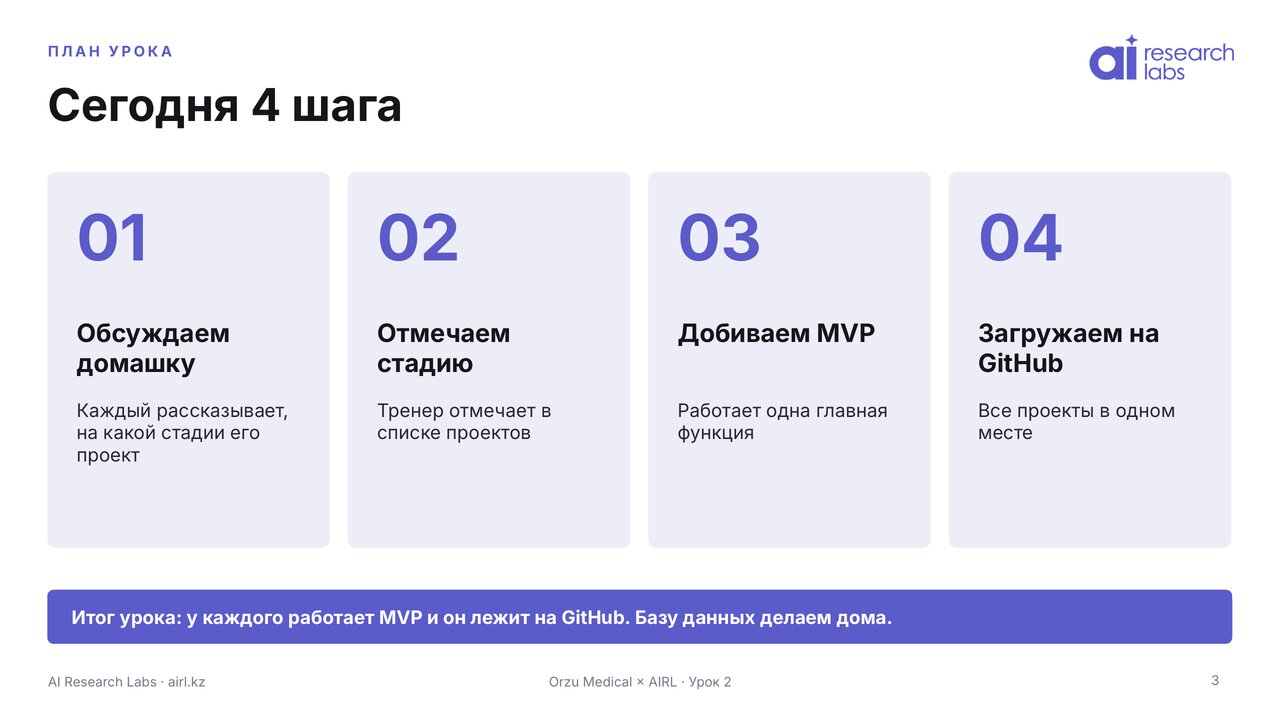 ПЛАН УРОКА
ai research labs
Сегодня 4 шага
01
Обсуждаем
домашку
Каждый рассказывает,
на какой стадии его
проект
02
Отмечаем
стадию
Тренер отмечает в
списке проектов
03
Добиваем MVP
Работает одна главная
функция
04
Загружаем на
GitHub
Все проекты в одном
месте
Итог урока: у каждого работает MVP и он лежит на GitHub. Базу данных делаем дома.
AI Research Labs · airl.kz
Orzu Medical × AIRL · Урок 2
3